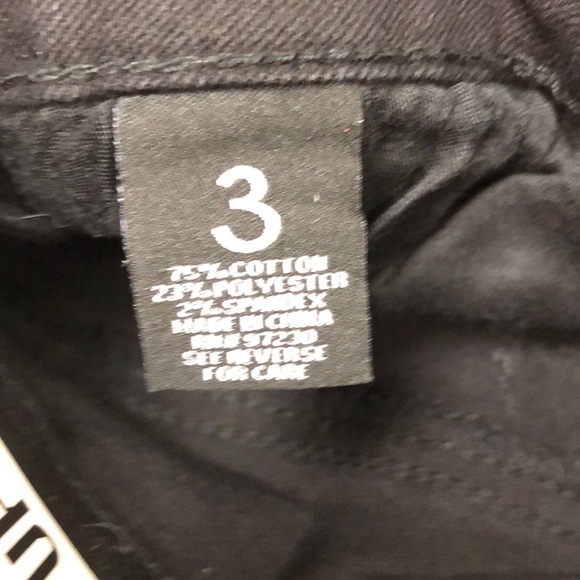 3
75% COTTON
23% POLYESTER
2% SPANDEX
MADE IN CHINA
RN# 97230
SEE REVERSE
FOR CARE